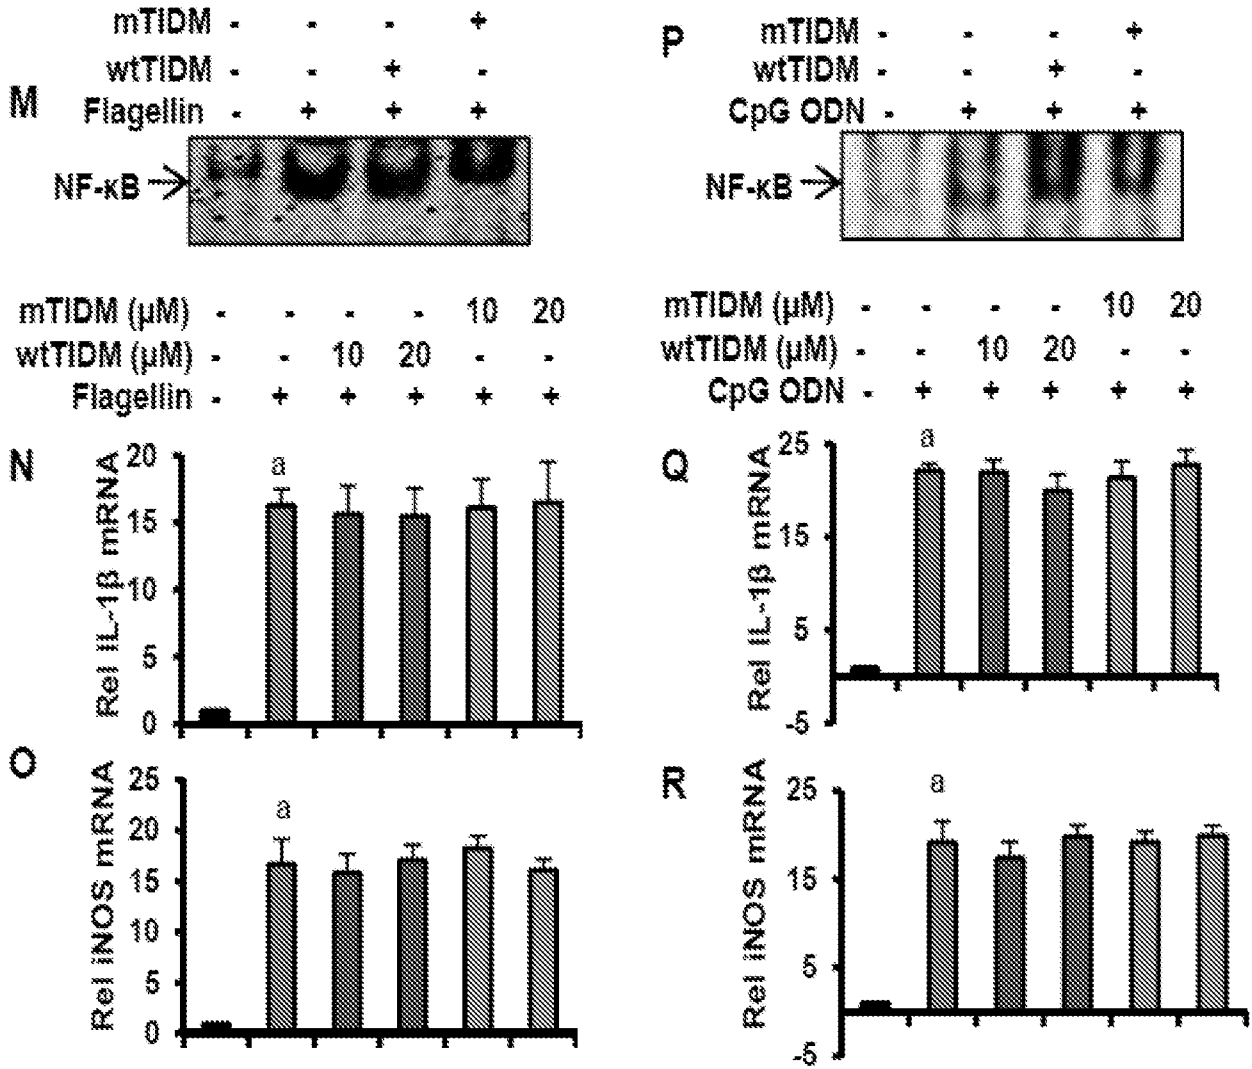 mTIDM - - - +
wtTIDM - - + -
M Flagellin - + + +
NF-κB
mTIDM (μM) - - - - 10 20
wtTIDM (μM) - - 10 20 - -
Flagellin - + + + + +
N
Rel IL-1β mRNA
20
15
10
5
0
a
O
Rel iNOS mRNA
25
20
15
10
5
0
a
P
mTIDM - - - +
wtTIDM - - + -
CpG ODN - + + +
NF-κB
mTIDM (μM) - - - - 10 20
wtTIDM (μM) - - 10 20 - -
CpG ODN - + + + + +
Q
Rel IL-1β mRNA
25
15
5
-5
a
R
Rel iNOS mRNA
25
15
5
-5
a